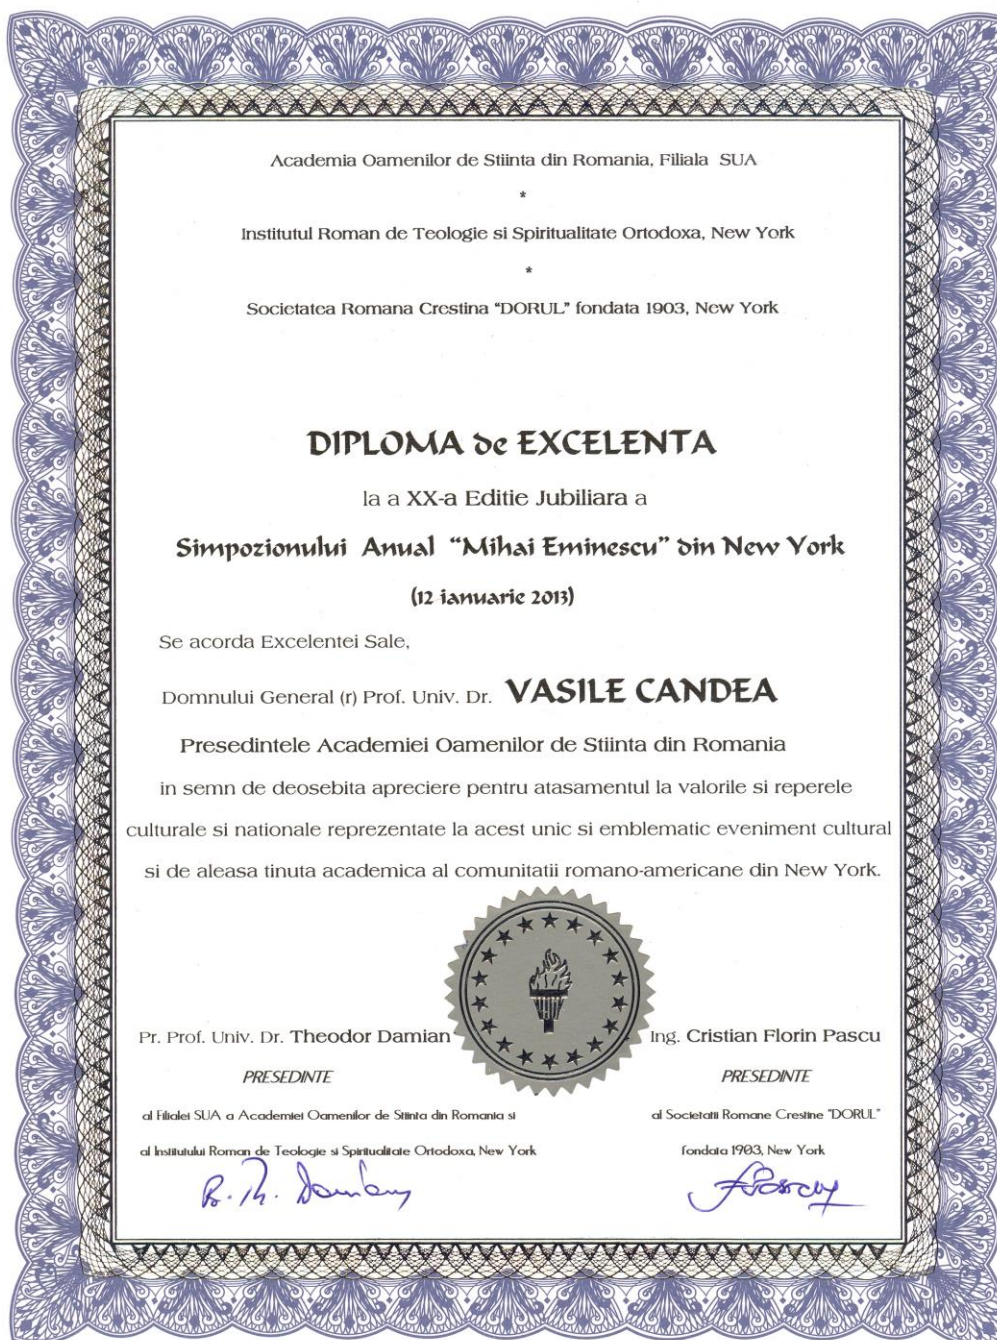 Academia Oamenilor de Stiinta din Romania, Filiala SUA
*
Institutul Roman de Teologie si Spiritualitate Ortodoxa, New York
*
Societatea Romana Crestina "DORUL" fondata 1903, New York
DIPLOMA de EXCELENTA
la a XX-a Editie Jubiliara a
Simpozionului Anual "Mihai Eminescu" din New York
(12 ianuarie 2013)
Se acorda Excelentei Sale,
Domnului General (r) Prof. Univ. Dr. VASILE CANDEA
Presedintele Academiei Oamenilor de Stiinta din Romania
in semn de deosebita apreciere pentru atasamentul la valorile si reperele
culturale si nationale reprezentate la acest unic si emblematic eveniment cultural
si de aleasa tinuta academica al comunitatii romano-americane din New York.
Pr. Prof. Univ. Dr. Theodor Damian
PRESEDINTE
al Filialei SUA a Academiei Oamenilor de Stiinta din Romania si
al Institutului Roman de Teologie si Spiritualitate Ortodoxa, New York
Ing. Cristian Florin Pascu
PRESEDINTE
al Societatii Romane Crestine "DORUL"
fondata 1903, New York